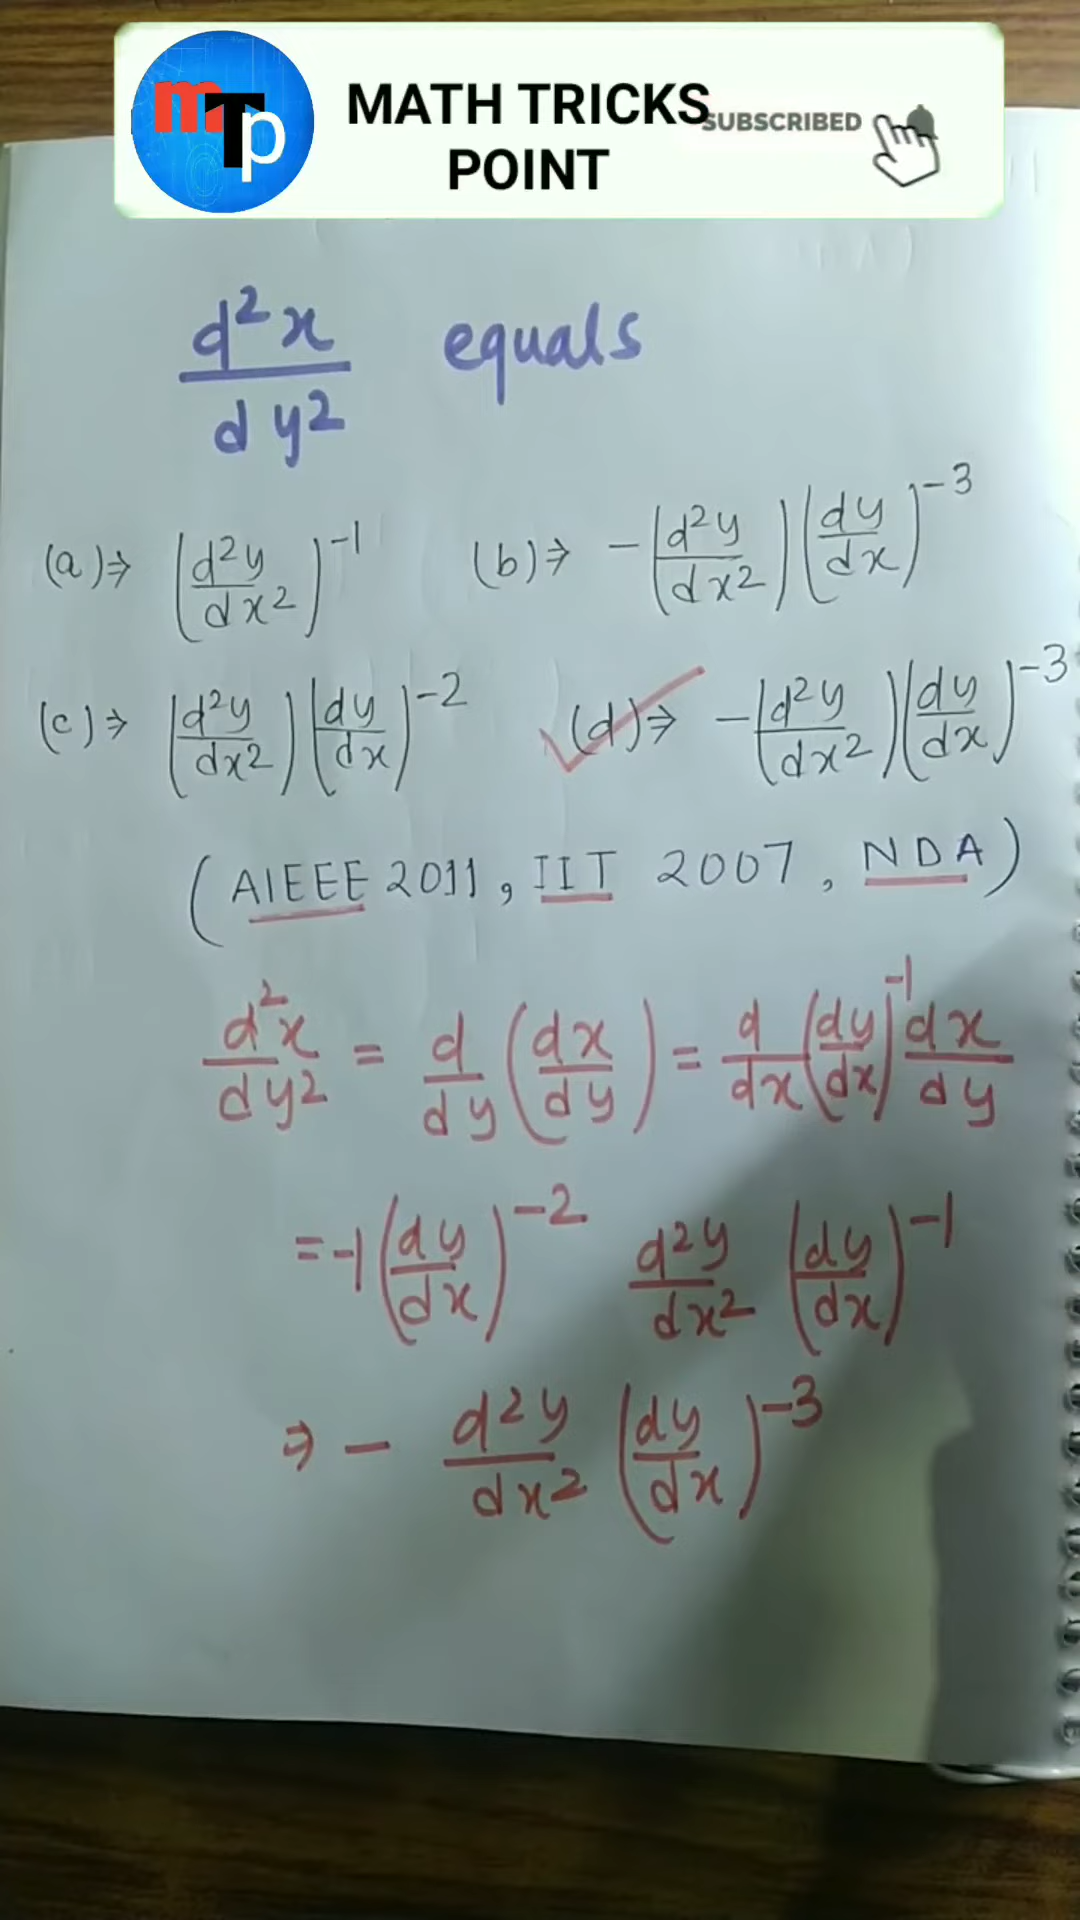 mTp
MATH TRICKS
SUBSCRIBED
POINT
d²x/dy² equals
(a)⇒ (d²y/dx²)⁻¹ (b)⇒ -(d²y/dx²)(dy/dx)⁻³
(c)⇒ (d²y/dx²)(dy/dx)⁻² (d)⇒ -(d²y/dx²)(dy/dx)⁻³
(AIEEE 2011, IIT 2007, NDA)
d²x/dy² = d/dy (dx/dy) = d/dx (dy/dx)⁻¹ dx/dy
= -1 (dy/dx)⁻² d²y/dx² (dy/dx)⁻¹
⇒ - d²y/dx² (dy/dx)⁻³